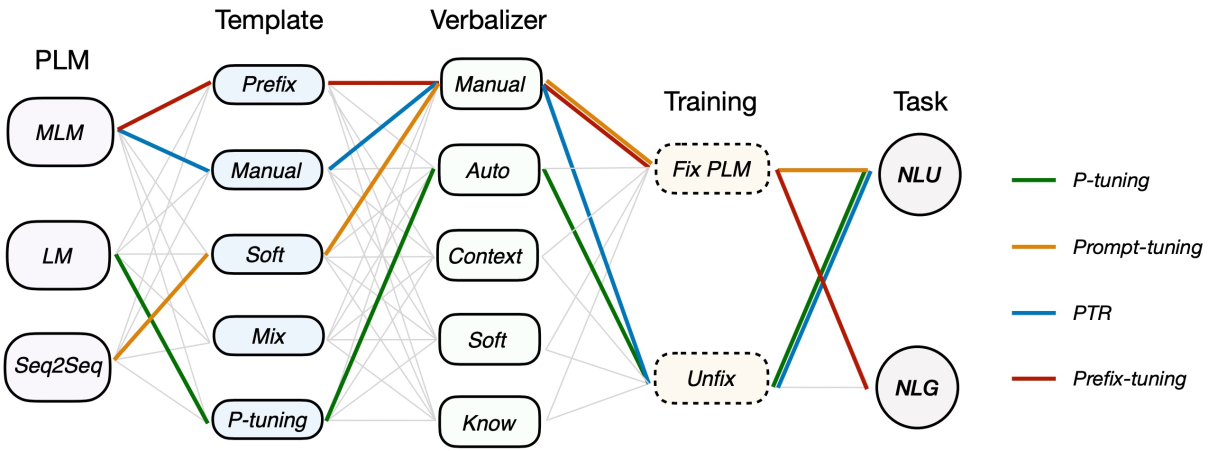 PLM
MLM
LM
Seq2Seq
Template
Prefix
Manual
Soft
Mix
P-tuning
Verbalizer
Manual
Auto
Context
Soft
Know
Training
Fix PLM
Unfix
Task
NLU
NLG
P-tuning
Prompt-tuning
PTR
Prefix-tuning